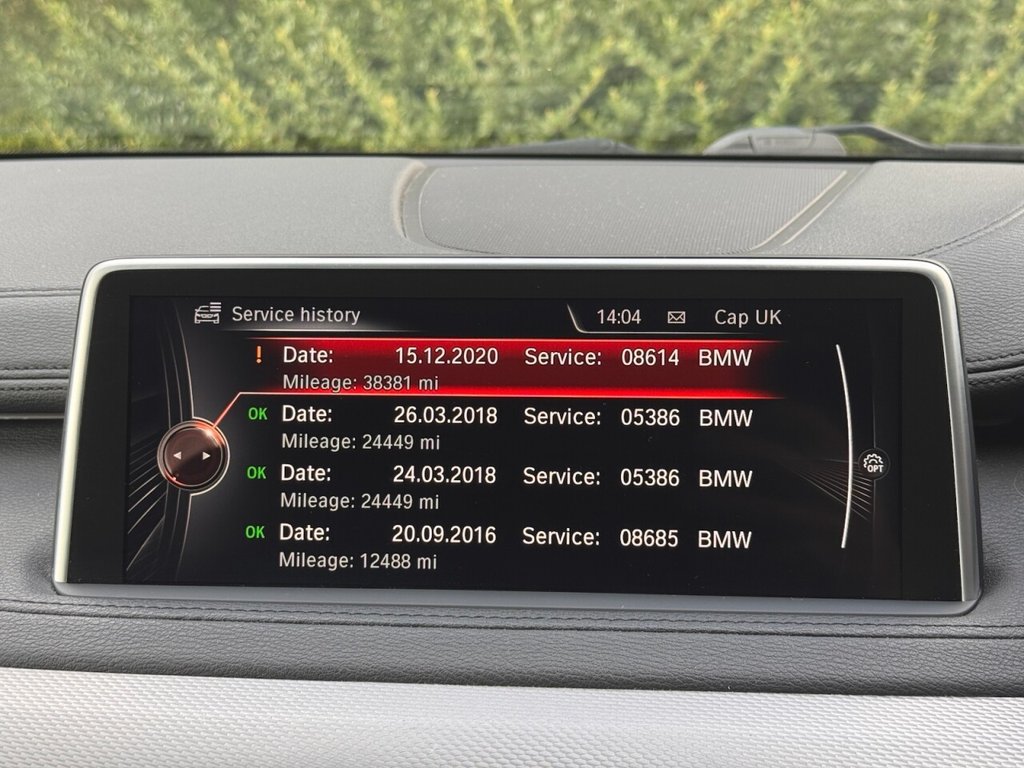 Service history 14:04 Cap UK
! Date: 15.12.2020 Service: 08614 BMW
Mileage: 38381 mi
OK Date: 26.03.2018 Service: 05386 BMW
Mileage: 24449 mi
OK Date: 24.03.2018 Service: 05386 BMW
Mileage: 24449 mi
OPT
OK Date: 20.09.2016 Service: 08685 BMW
Mileage: 12488 mi